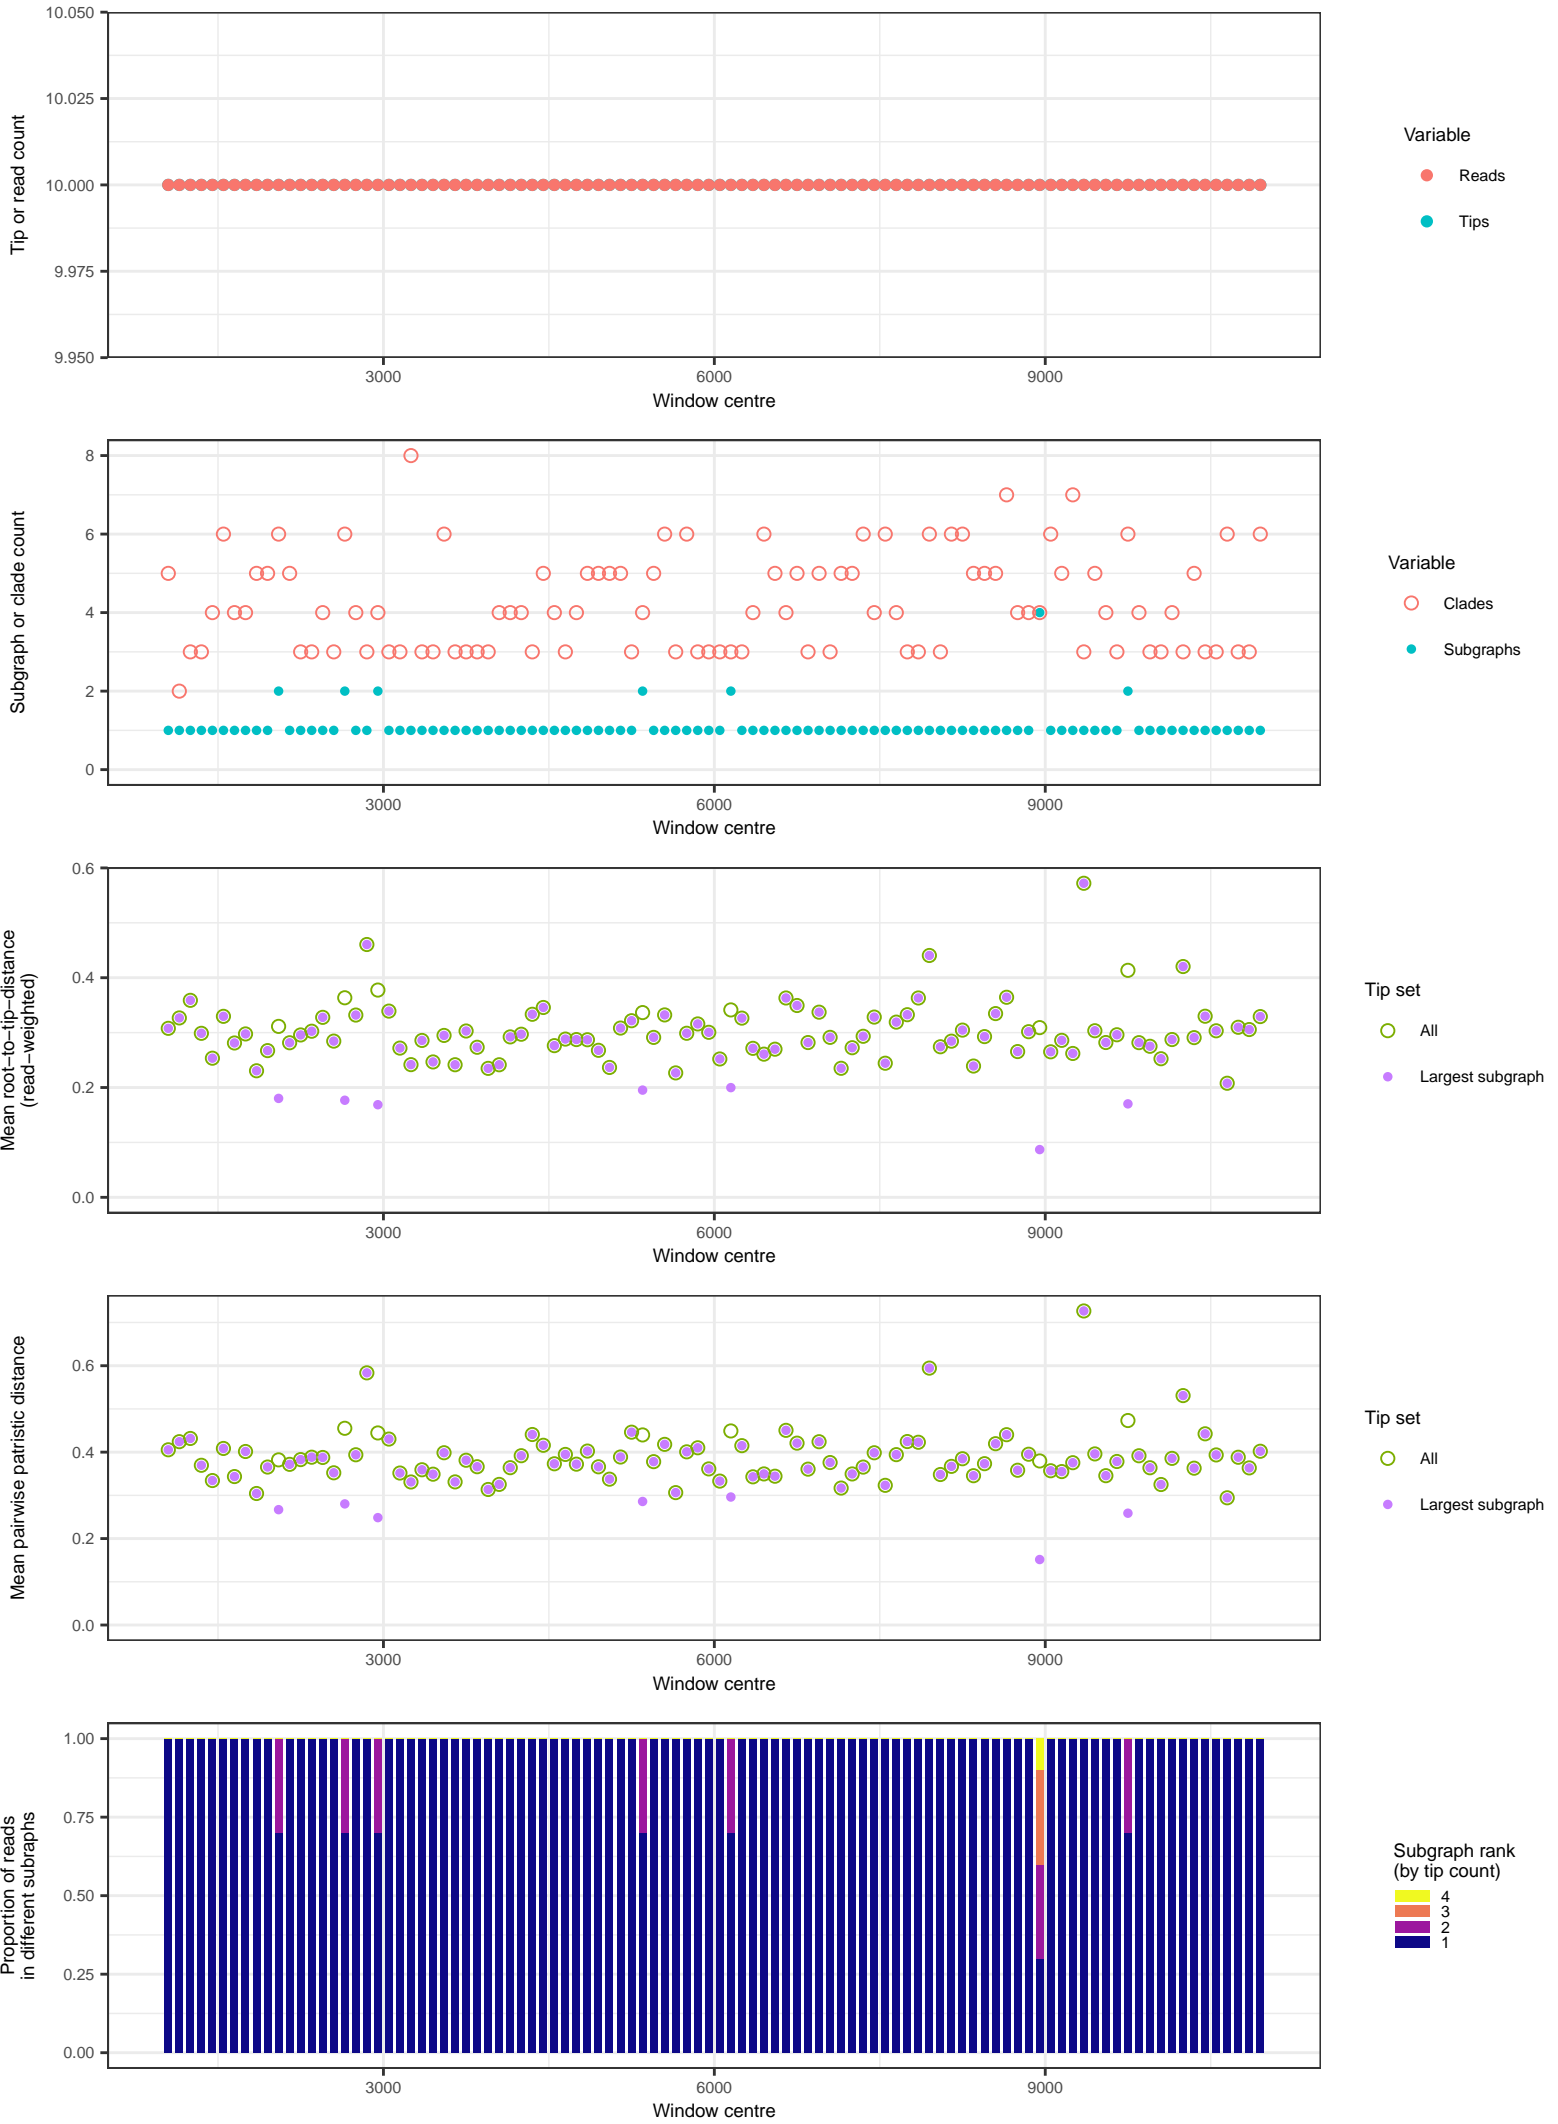 10.050
10.025
10.000
9.975
9.950
Tip or read count
3000 6000 9000
Window centre
Variable
Reads
Tips
8
6
4
2
0
Subgraph or clade count
3000 6000 9000
Window centre
Variable
Clades
Subgraphs
0.6
0.4
0.2
0.0
Mean root−to−tip−distance
(read−weighted)
3000 6000 9000
Window centre
Tip set
All
Largest subgraph
0.6
0.4
0.2
0.0
Mean pairwise patristic distance
3000 6000 9000
Window centre
Tip set
All
Largest subgraph
1.00
0.75
0.50
0.25
0.00
Proportion of reads
in different subraphs
3000 6000 9000
Window centre
Subgraph rank
(by tip count)
4
3
2
1